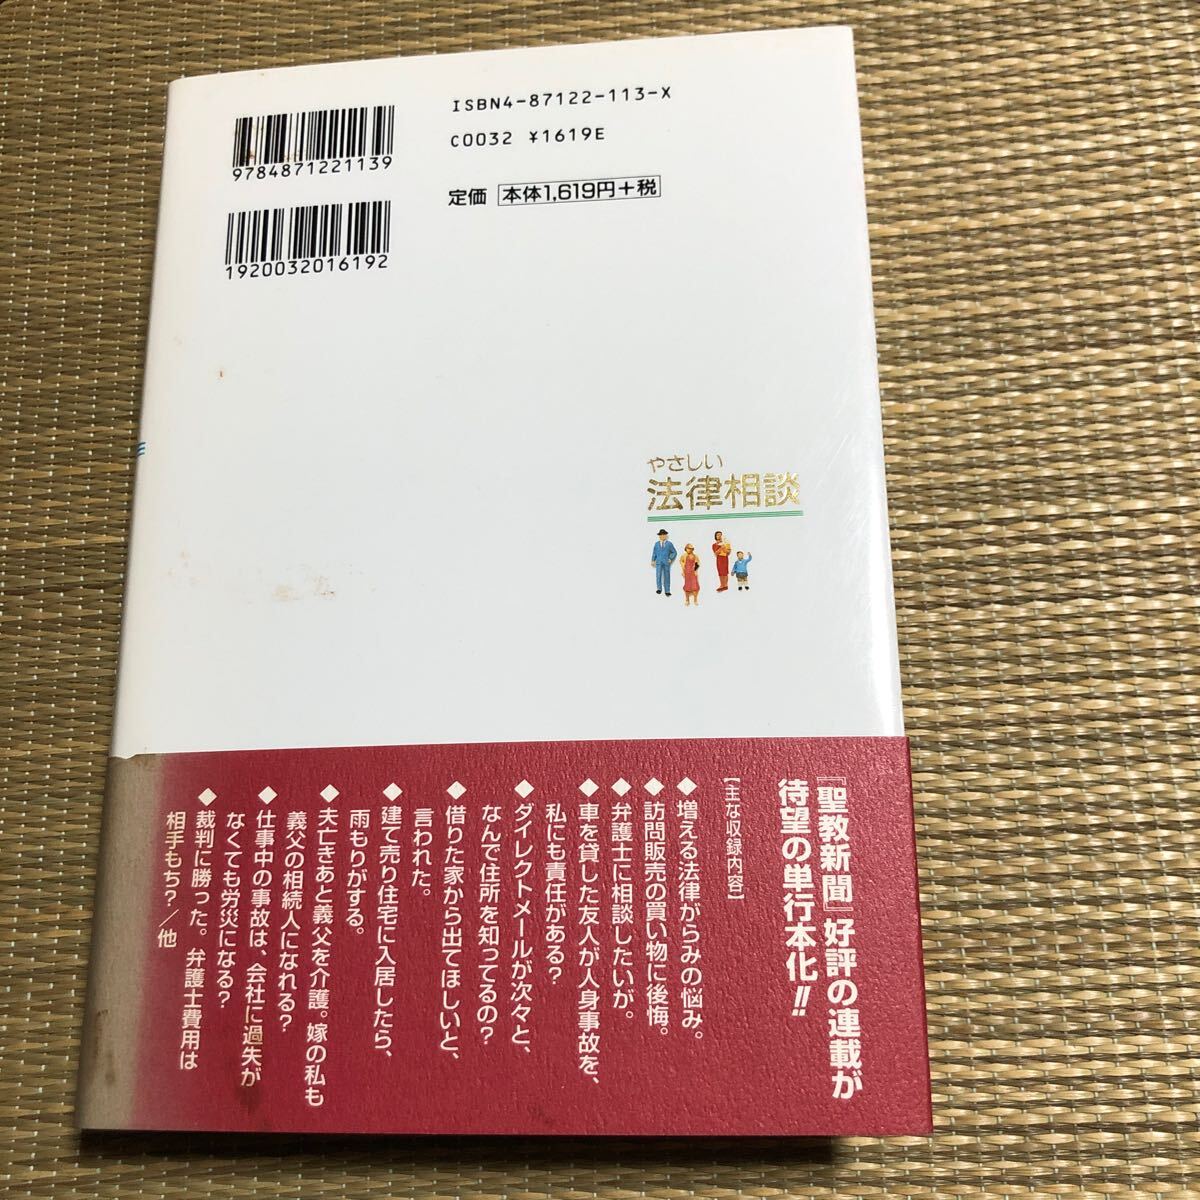 ISBN4-87122-113-X
C0032 ¥1619E
定価 本体1,619円+税
9784871221139
1920032016192
やさしい
法律相談
『聖教新聞』好評の連載が
待望の単行本化!!
【主な収録内容】
◆増える法律がらみの悩み。
◆訪問販売の買い物に後悔。
◆弁護士に相談したいが。
◆車を貸した友人が人身事故を、
私にも責任がある?
◆ダイレクトメールが次々と、
なんで住所を知ってるの?
◆借りた家から出てほしいと、
言われた。
◆建て売り住宅に入居したら、
雨もりがする。
◆夫亡きあと義父を介護。嫁の私も
義父の相続人になれる?
◆仕事中の事故は、会社に過失が
なくても労災になる?
◆裁判に勝った。弁護士費用は
相手もち?/他